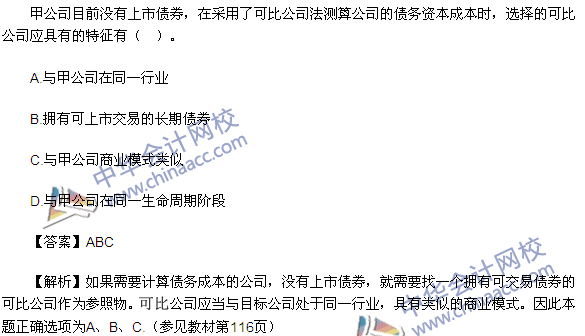 甲公司目前没有上市债券，在采用了可比公司法测算公司的债务资本成本时，选择的可比
公司应具有的特征有（　）。
A.与甲公司在同一行业
B.拥有可上市交易的长期债券
C.与甲公司商业模式类似
D.与甲公司在同一生命周期阶段
【答案】ABC
【解析】如果需要计算债务成本的公司，没有上市债券，就需要找一个拥有可交易债券的
可比公司作为参照物。可比公司应当与目标公司处于同一行业，具有类似的商业模式。因此本
题正确选项为A、B、C.（参见教材第116页）
中华会计网校
www.chinaacc.com
中华会计网校
www.chinaacc.com